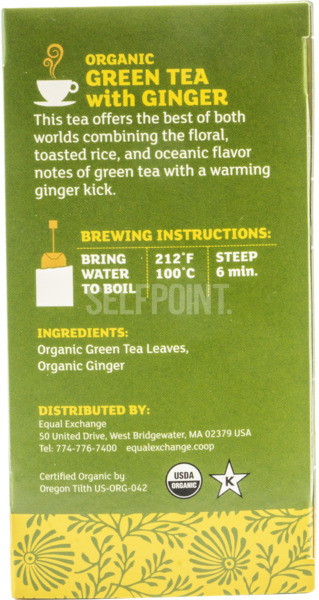 ORGANIC
GREEN TEA
with GINGER
This tea offers the best of both
worlds combining the floral,
toasted rice, and oceanic flavor
notes of green tea with a warming
ginger kick.
BREWING INSTRUCTIONS:
BRING
WATER
TO BOIL
212°F
100°C
STEEP
6 min.
SELFPOINT.
INGREDIENTS:
Organic Green Tea Leaves,
Organic Ginger
DISTRIBUTED BY:
Equal Exchange
50 United Drive, West Bridgewater, MA 02379 USA
Tel: 774-776-7400 equalexchange.coop
Certified Organic by
Oregon Tilth US-ORG-042
USDA
ORGANIC
K